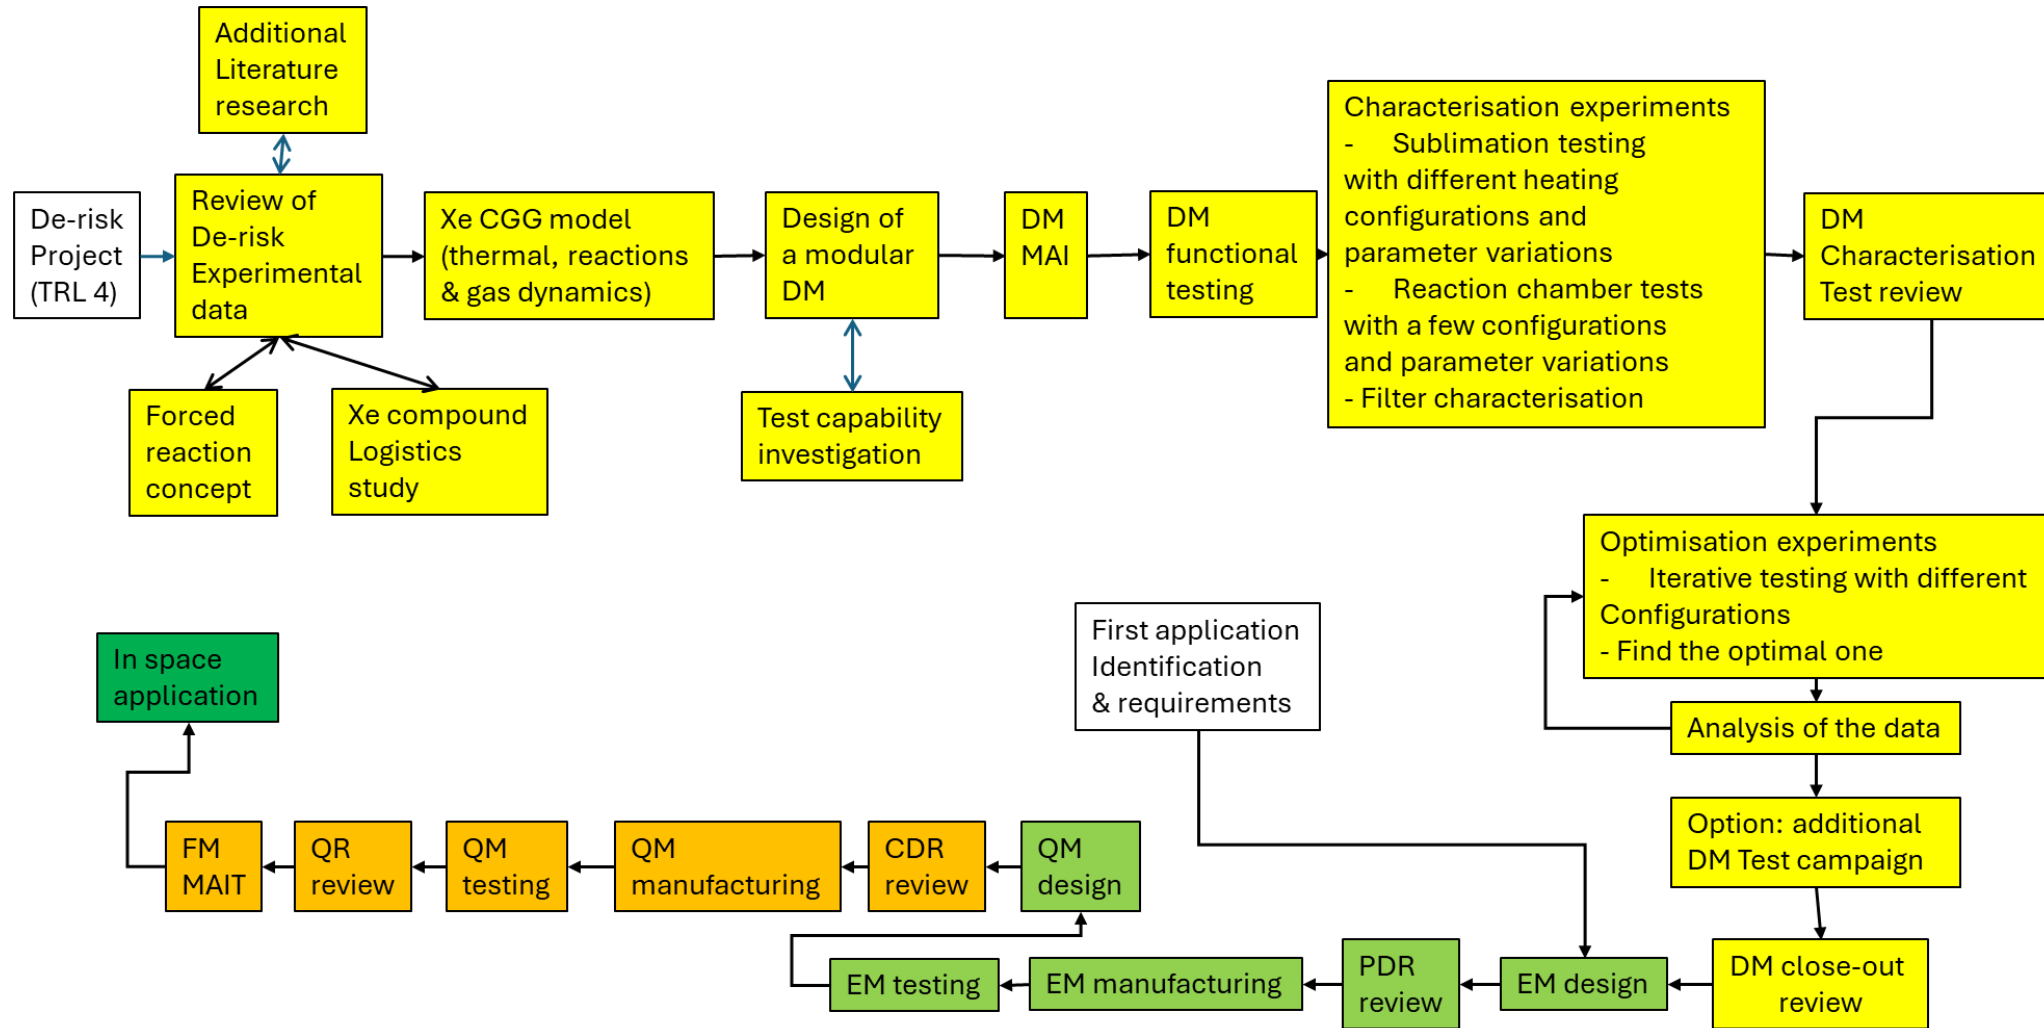 Additional
Literature
research
De-risk
Project
(TRL 4)
Review of
De-risk
Experimental
data
Xe CGG model
(thermal, reactions
& gas dynamics)
Design of
a modular
DM
DM
MAI
DM
functional
testing
Characterisation experiments
- Sublimation testing
with different heating
configurations and
parameter variations
- Reaction chamber tests
with a few configurations
and parameter variations
- Filter characterisation
DM
Characterisation
Test review
Forced
reaction
concept
Xe compound
Logistics
study
Test capability
investigation
Optimisation experiments
- Iterative testing with different
Configurations
- Find the optimal one
Analysis of the data
Option: additional
DM Test campaign
DM close-out
review
First application
Identification
& requirements
EM design
PDR
review
EM manufacturing
EM testing
QM
design
CDR
review
QM
manufacturing
QM
testing
QR
review
FM
MAIT
In space
application